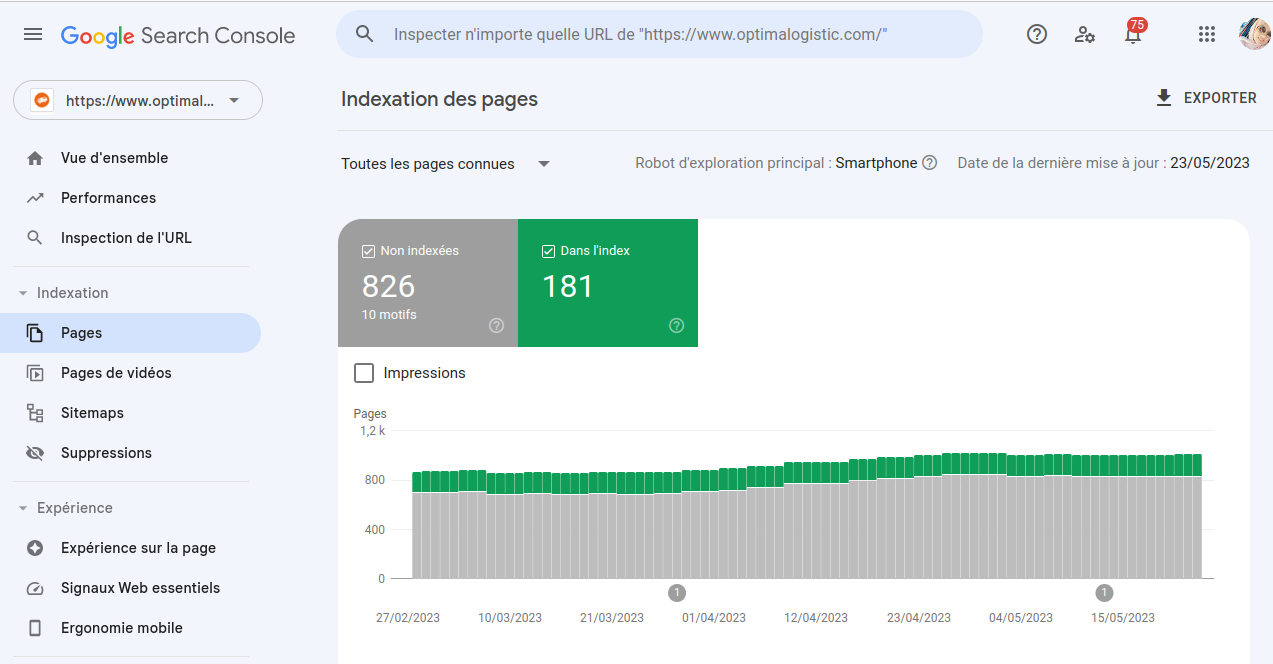 Google Search Console
Inspecter n'importe quelle URL de "https://www.optimalogistic.com/"
75
https://www.optimal...
Indexation des pages
EXPORTER
Vue d'ensemble
Performances
Inspection de l'URL
Indexation
Pages
Pages de vidéos
Sitemaps
Suppressions
Expérience
Expérience sur la page
Signaux Web essentiels
Ergonomie mobile
Toutes les pages connues
Robot d'exploration principal : Smartphone
Date de la dernière mise à jour : 23/05/2023
Non indexées
826
10 motifs
Dans l'index
181
Impressions
Pages
1,2 k
800
400
0
1
1
27/02/2023 10/03/2023 21/03/2023 01/04/2023 12/04/2023 23/04/2023 04/05/2023 15/05/2023